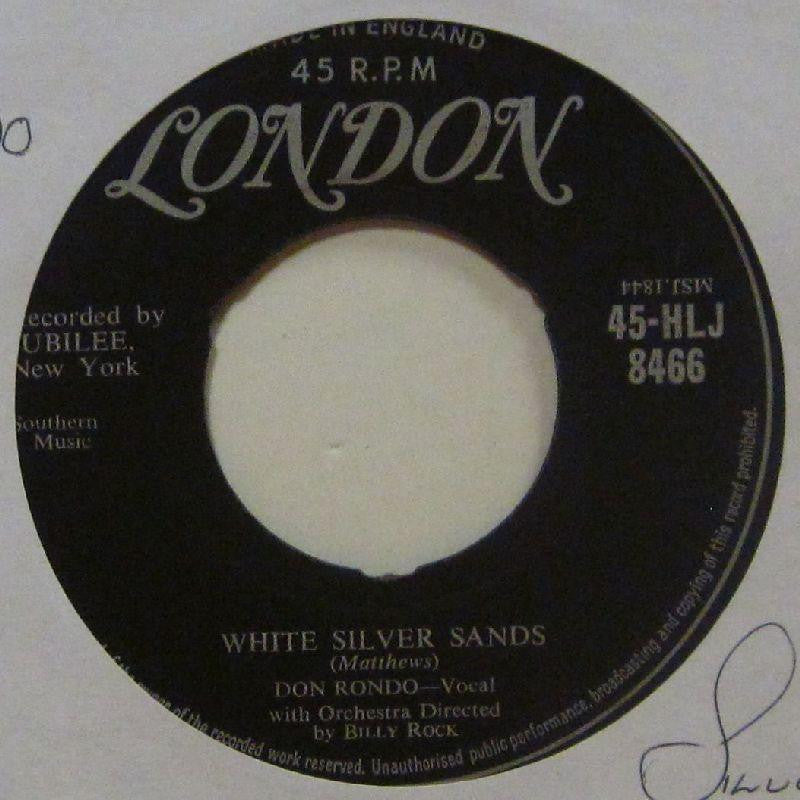 IN ENGLAND
45 R.P.M
LONDON
ecorded by
UBILEE,
New York
Southern
Music
MSJ.1844
45-HLJ
8466
WHITE SILVER SANDS
(Matthews)
DON RONDO—Vocal
with Orchestra Directed
by BILLY ROCK
of the recorded work reserved. Unauthorised public performance, broadcasting and copying of this record prohibited.